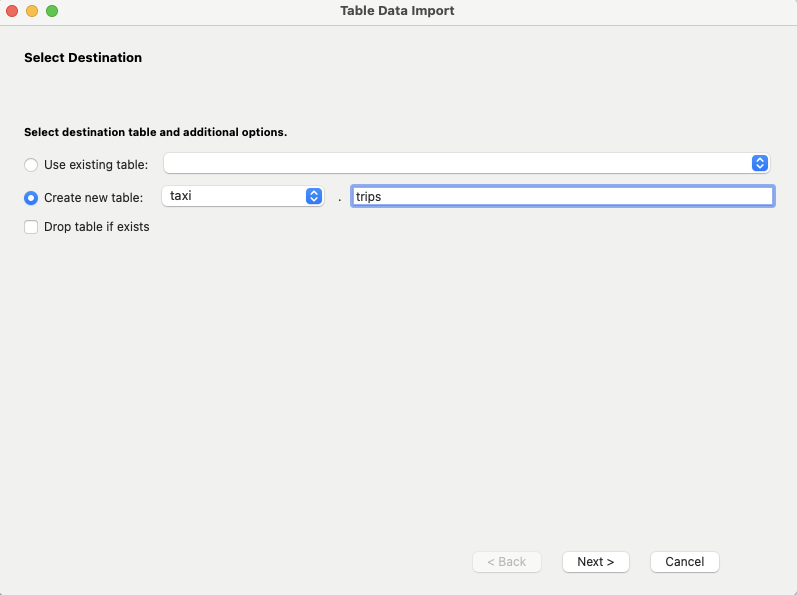 Table Data Import
Select Destination
Select destination table and additional options.
Use existing table:
Create new table: taxi . trips
Drop table if exists
< Back Next > Cancel